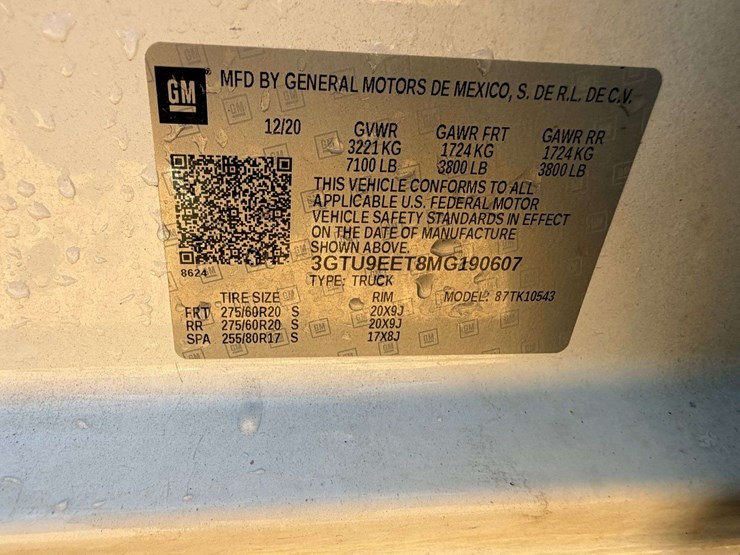 GM MFD BY GENERAL MOTORS DE MEXICO, S. DE R.L. DE C.V.
12/20 GVWR GAWR FRT GAWR RR
3221 KG 1724 KG 1724 KG
7100 LB 3800 LB 3800 LB
THIS VEHICLE CONFORMS TO ALL
APPLICABLE U.S. FEDERAL MOTOR
VEHICLE SAFETY STANDARDS IN EFFECT
ON THE DATE OF MANUFACTURE
SHOWN ABOVE.
8624 3GTU9EET8MG190607
TYPE: TRUCK
TIRE SIZE RIM MODEL: 87TK10543
FRT 275/60R20 S 20X9J
RR 275/60R20 S 20X9J
SPA 255/80R17 S 17X8J